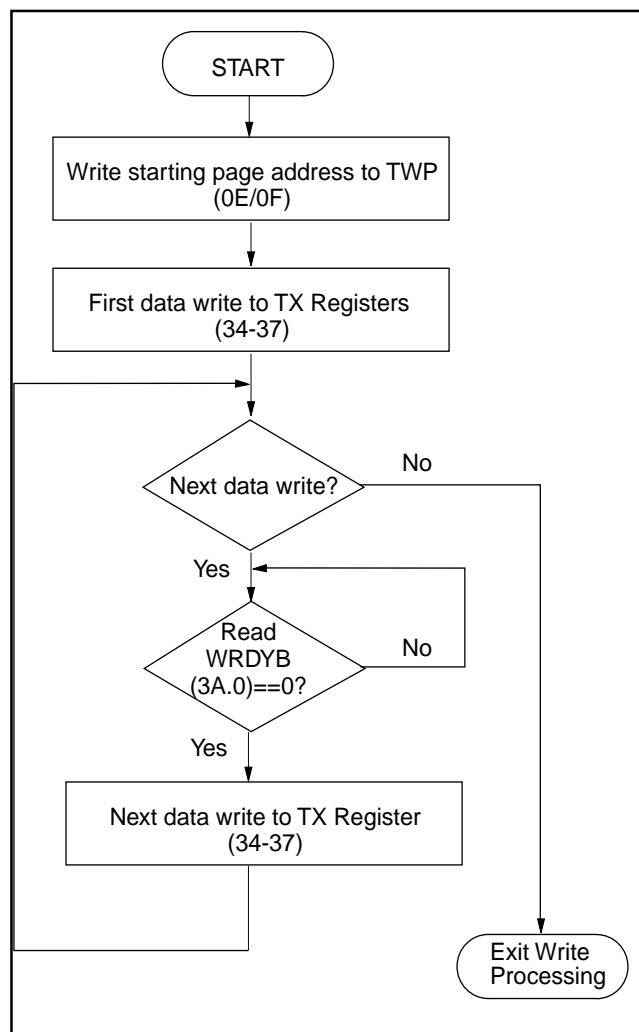 START
Write starting page address to TWP
(0E/0F)
First data write to TX Registers
(34-37)
No
Next data write?
Yes
Read
WRDYB
(3A.0)==0?
No
Yes
Next data write to TX Register
(34-37)
Exit Write
Processing